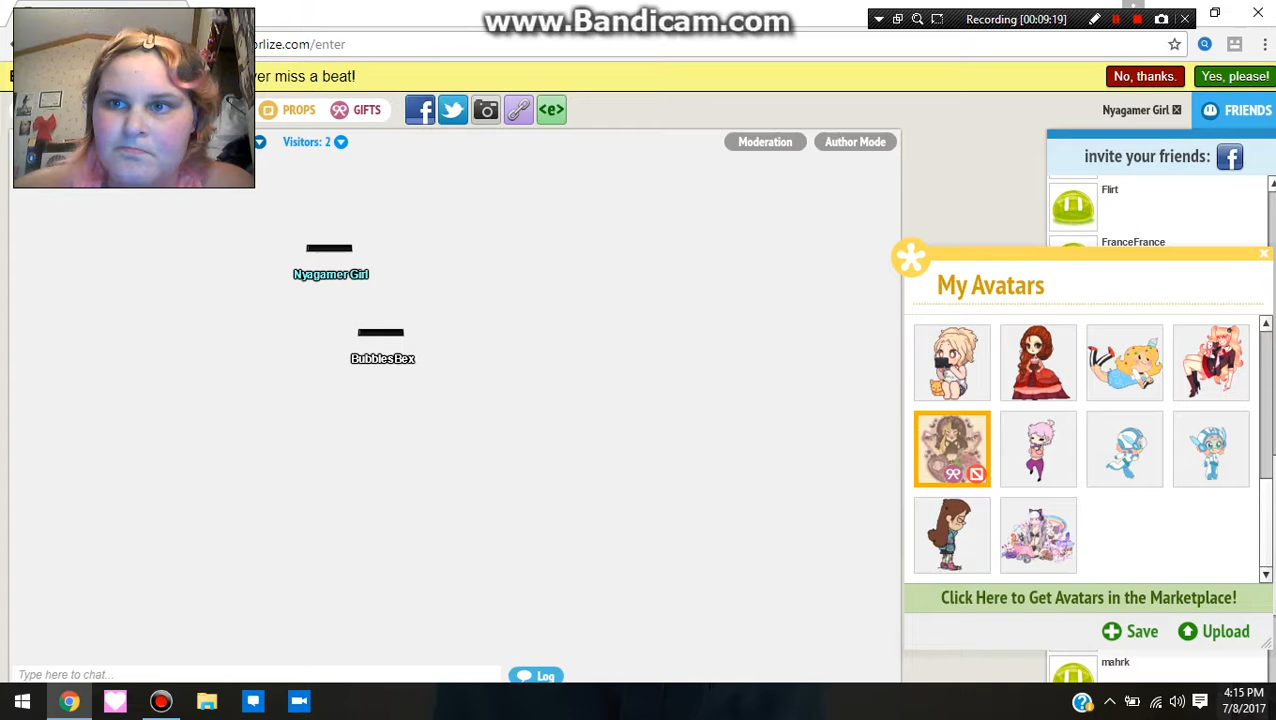 www.Bandicam.com
Recording [00:09:19]
orlize.com/enter
ver miss a beat!
No, thanks.
Yes, please!
PROPS
GIFTS
<e>
Nyagamer Girl
FRIENDS
Visitors: 2
Moderation
Author Mode
invite your friends:
Flirt
FranceFrance
Nyagamer Girl
BubblesBex
My Avatars
Click Here to Get Avatars in the Marketplace!
Save
Upload
mahrk
Type here to chat...
Log
4:15 PM
7/8/2017